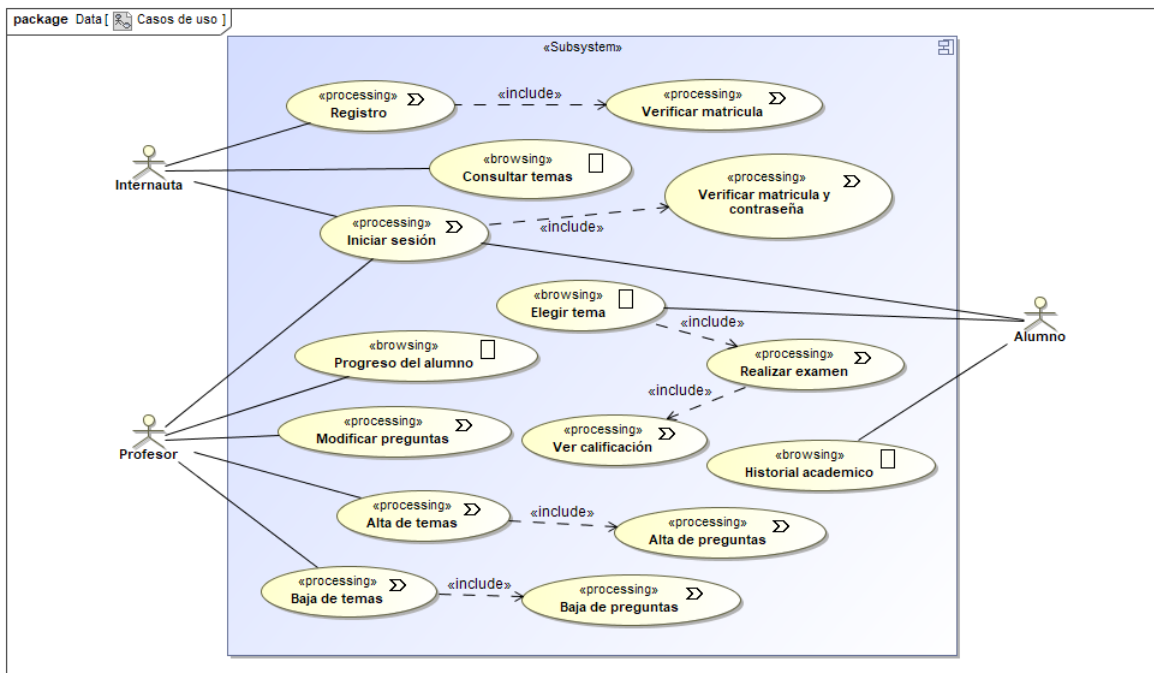 package Data [ Casos de uso ]
«Subsystem»
«processing»
Registro
«include»
«processing»
Verificar matricula
Internauta
«browsing»
Consultar temas
«processing»
Verificar matricula y
contraseña
«processing»
Iniciar sesión
«include»
«browsing»
Elegir tema
«include»
Alumno
«browsing»
Progreso del alumno
«processing»
Realizar examen
«include»
Profesor
«processing»
Modificar preguntas
«processing»
Ver calificación
«browsing»
Historial academico
«processing»
Alta de temas
«include»
«processing»
Alta de preguntas
«processing»
Baja de temas
«include»
«processing»
Baja de preguntas